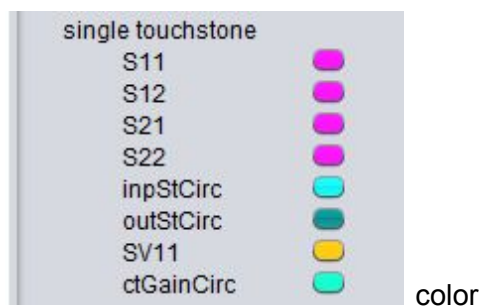 single touchstone
S11
S12
S21
S22
inpStCirc
outStCirc
SV11
ctGainCirc
color